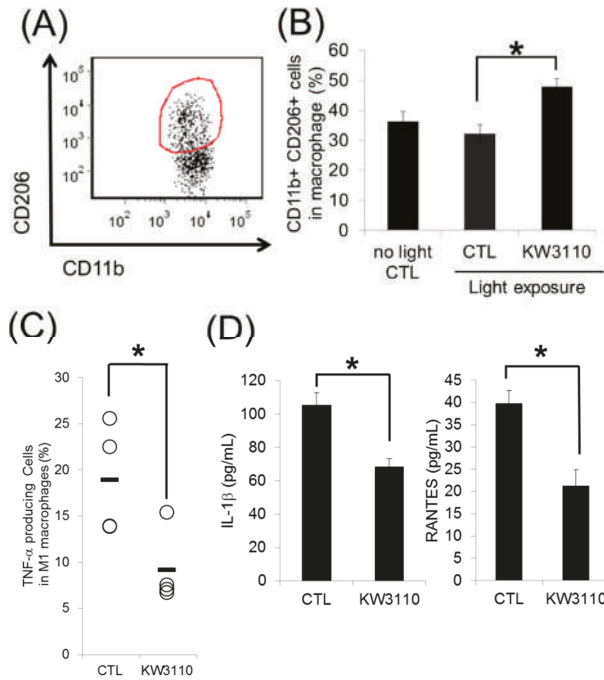 (A)
CD206
10⁵
10⁴
10³
10²
10² 10³ 10⁴ 10⁵
CD11b
(B)
CD11b+ CD206+ cells
in macrophage (%)
60
50
40
30
20
10
0
*
no light
CTL
CTL KW3110
Light exposure
(C)
TNF-α producing Cells
in M1 macrophages (%)
30
25
20
15
10
5
0
*
CTL KW3110
(D)
IL-1β (pg/mL)
120
100
80
60
40
20
0
*
CTL KW3110
RANTES (pg/mL)
45
40
35
30
25
20
15
10
5
0
*
CTL KW3110